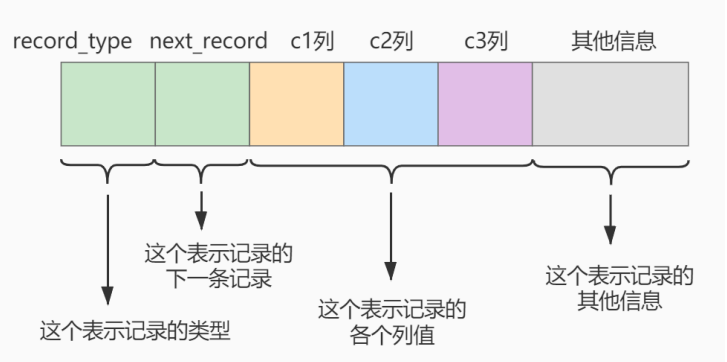 record_type next_record c1列 c2列 c3列 其他信息
这个表示记录的
下一条记录
这个表示记录的类型
这个表示记录的
各个列值
这个表示记录的
其他信息